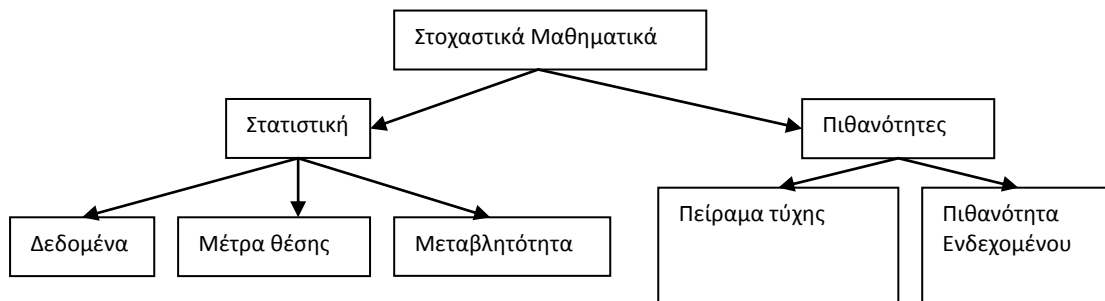 Στοχαστικά Μαθηματικά
Στατιστική
Πιθανότητες
Δεδομένα
Μέτρα θέσης
Μεταβλητότητα
Πείραμα τύχης
Πιθανότητα
Ενδεχομένου